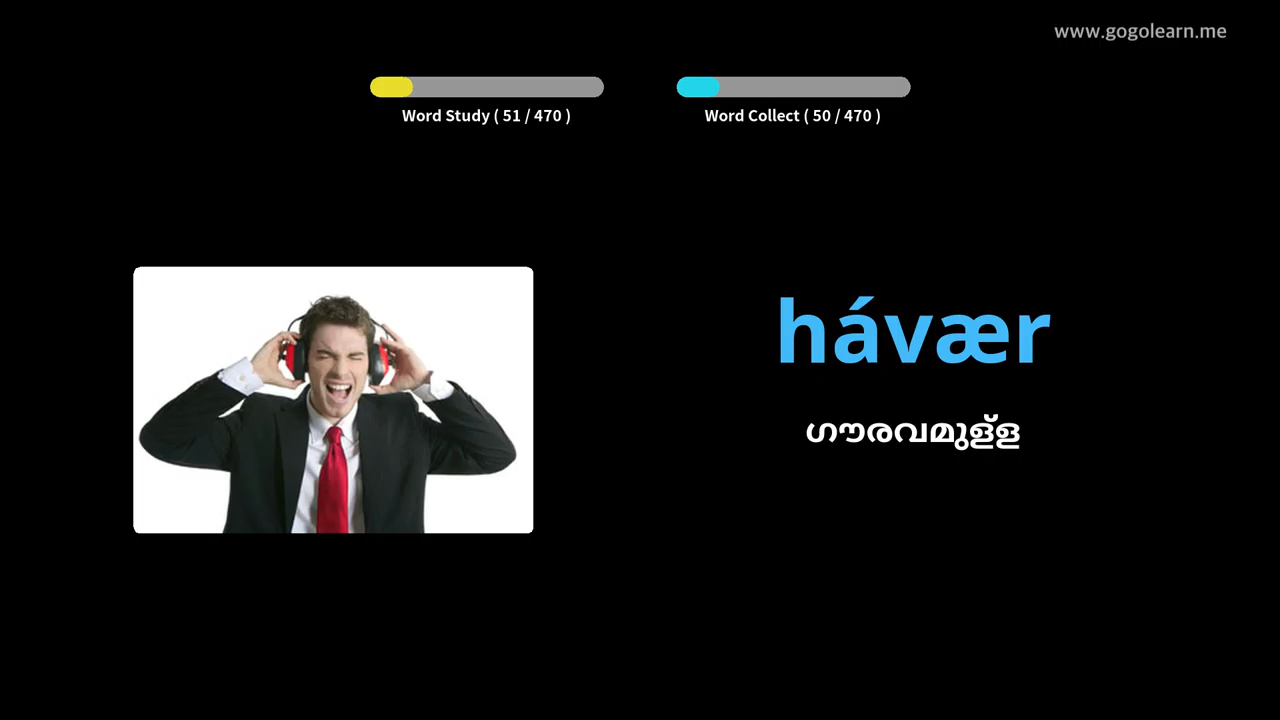 www.gogolearn.me
Word Study ( 51 / 470 )
Word Collect ( 50 / 470 )
hávær
ഗൗരവമുള്ള